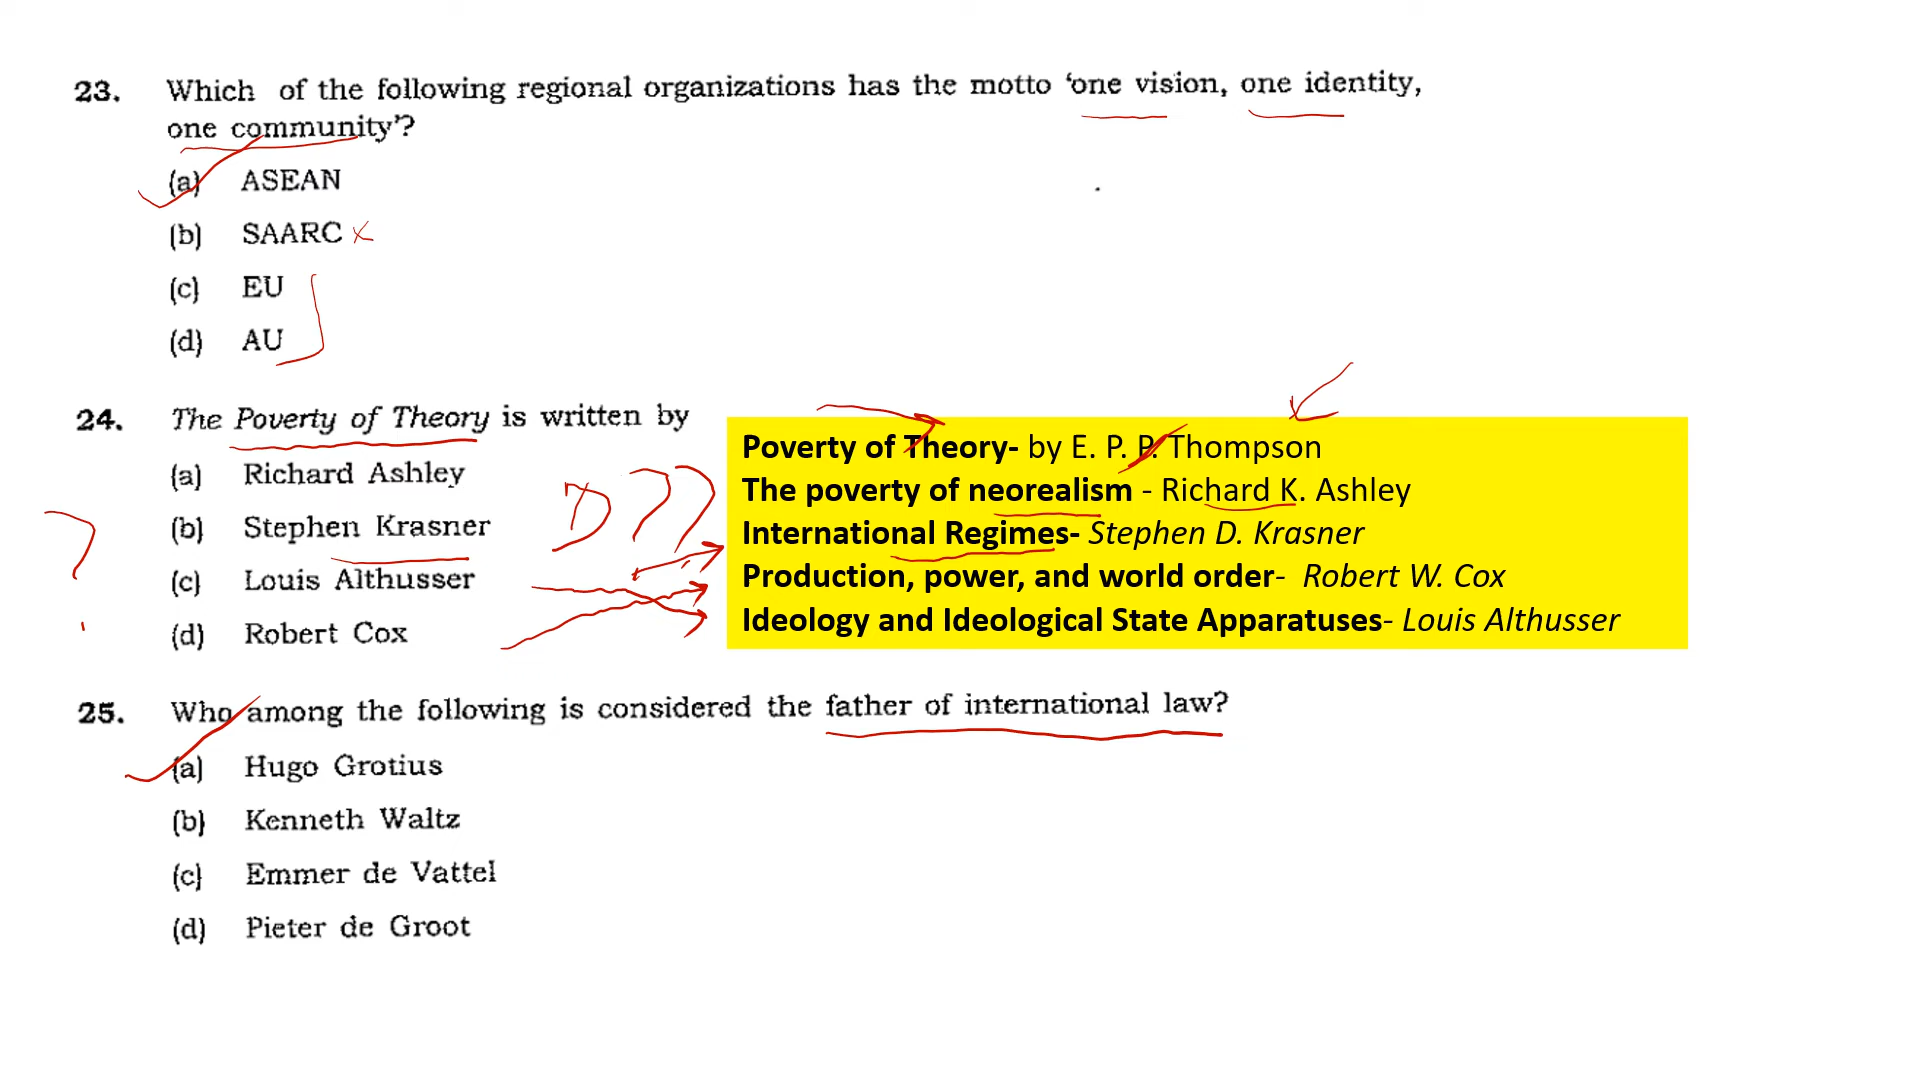 23. Which of the following regional organizations has the motto 'one vision, one identity,
one community'?
(a) ASEAN
(b) SAARC x
(c) EU
(d) AU
24. The Poverty of Theory is written by
(a) Richard Ashley
(b) Stephen Krasner
(c) Louis Althusser
(d) Robert Cox
D??
?
Poverty of Theory- by E. P. P. Thompson
The poverty of neorealism - Richard K. Ashley
International Regimes- Stephen D. Krasner
Production, power, and world order- Robert W. Cox
Ideology and Ideological State Apparatuses- Louis Althusser
25. Who among the following is considered the father of international law?
(a) Hugo Grotius
(b) Kenneth Waltz
(c) Emmer de Vattel
(d) Pieter de Groot